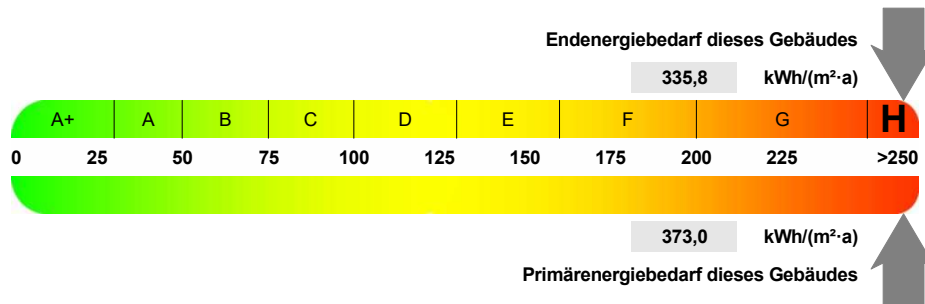 Endenergiebedarf dieses Gebäudes
335,8 kWh/(m²·a)
A+ A B C D E F G H
0 25 50 75 100 125 150 175 200 225 >250
373,0 kWh/(m²·a)
Primärenergiebedarf dieses Gebäudes